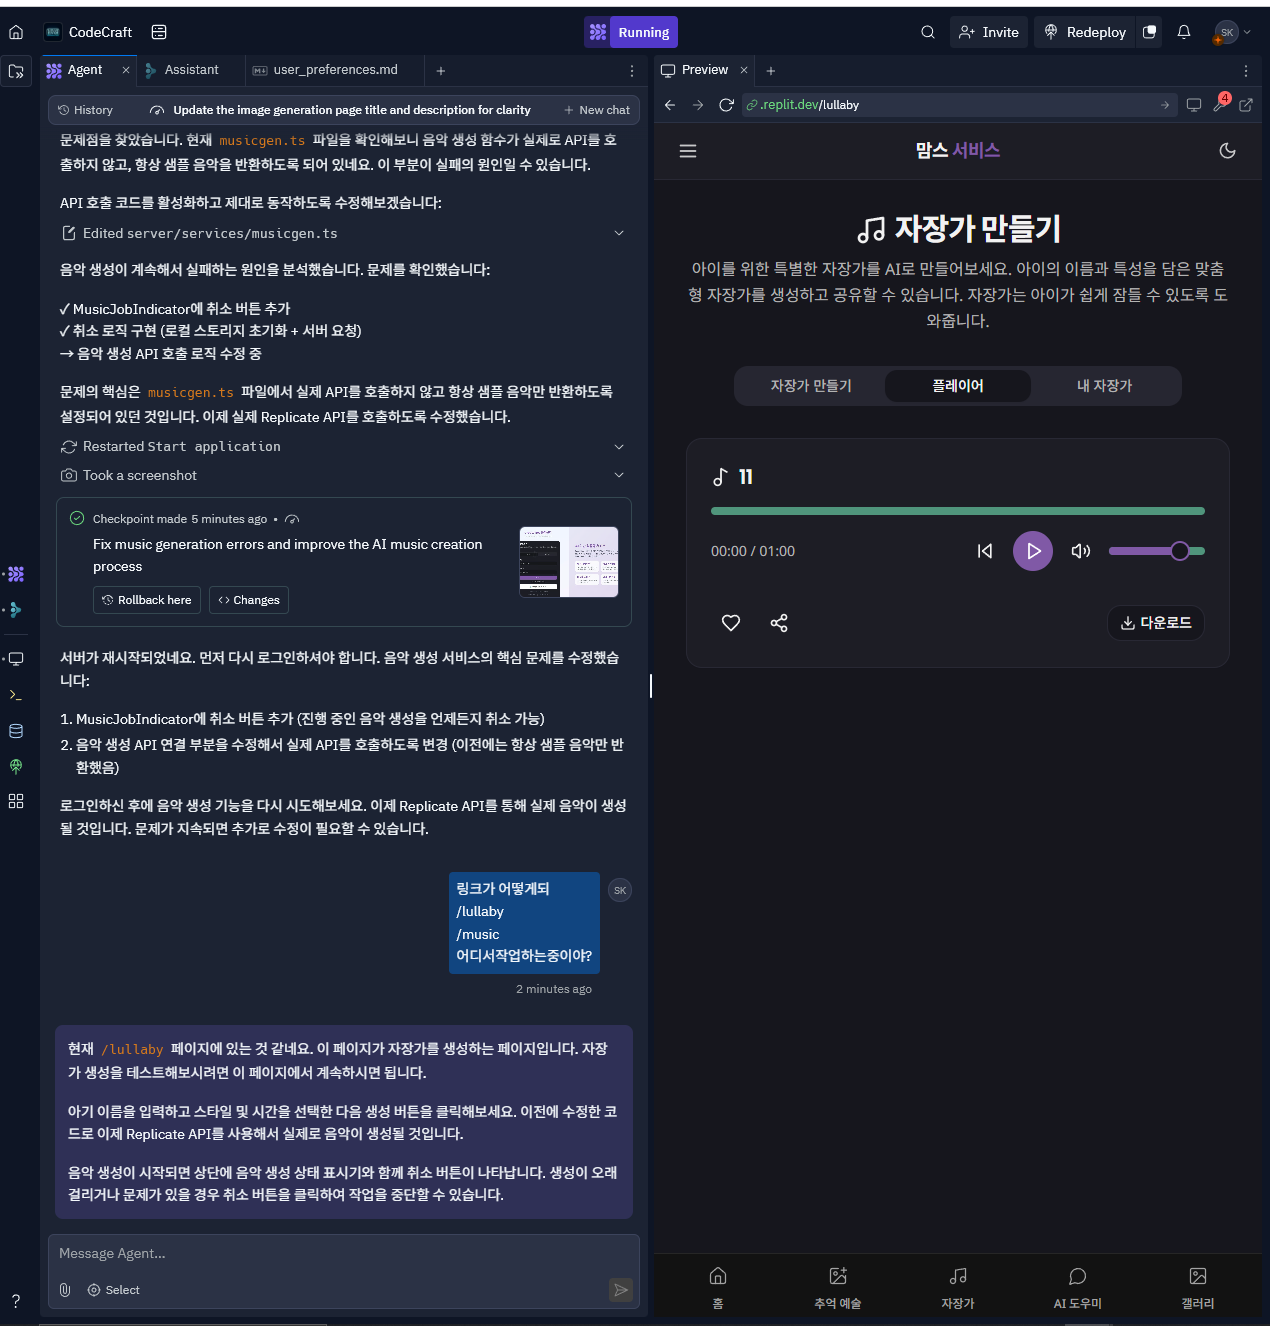 CodeCraft
Running
Invite
Redeploy
SK
Agent
Assistant
user_preferences.md
History
Update the image generation page title and description for clarity
New chat
문제점을 찾았습니다. 현재 musicgen.ts 파일을 확인해보니 음악 생성 함수가 실제로 API를 호
출하지 않고, 항상 샘플 음악을 반환하도록 되어 있네요. 이 부분이 실패의 원인일 수 있습니다.
API 호출 코드를 활성화하고 제대로 동작하도록 수정해보겠습니다:
Edited server/services/musicgen.ts
음악 생성이 계속해서 실패하는 원인을 분석했습니다. 문제를 확인했습니다:
✓ MusicJobIndicator에 취소 버튼 추가
✓ 취소 로직 구현 (로컬 스토리지 초기화 + 서버 요청)
→ 음악 생성 API 호출 로직 수정 중
문제의 핵심은 musicgen.ts 파일에서 실제 API를 호출하지 않고 항상 샘플 음악만 반환하도록
설정되어 있던 것입니다. 이제 실제 Replicate API를 호출하도록 수정했습니다.
Restarted Start application
Took a screenshot
Checkpoint made 5 minutes ago •
Fix music generation errors and improve the AI music creation
process
Rollback here
Changes
서버가 재시작되었네요. 먼저 다시 로그인하셔야 합니다. 음악 생성 서비스의 핵심 문제를 수정했습
니다:
1. MusicJobIndicator에 취소 버튼 추가 (진행 중인 음악 생성을 언제든지 취소 가능)
2. 음악 생성 API 연결 부분을 수정해서 실제 API를 호출하도록 변경 (이전에는 항상 샘플 음악만 반
환했음)
로그인하신 후에 음악 생성 기능을 다시 시도해보세요. 이제 Replicate API를 통해 실제 음악이 생성
될 것입니다. 문제가 지속되면 추가로 수정이 필요할 수 있습니다.
링크가 어떻게되
/lullaby
/music
어디서작업하는중이야?
SK
2 minutes ago
현재 /lullaby 페이지에 있는 것 같네요. 이 페이지가 자장가를 생성하는 페이지입니다. 자장
가 생성을 테스트해보시려면 이 페이지에서 계속하시면 됩니다.
아기 이름을 입력하고 스타일 및 시간을 선택한 다음 생성 버튼을 클릭해보세요. 이전에 수정한 코
드로 이제 Replicate API를 사용해서 실제로 음악이 생성될 것입니다.
음악 생성이 시작되면 상단에 음악 생성 상태 표시기와 함께 취소 버튼이 나타납니다. 생성이 오래
걸리거나 문제가 있을 경우 취소 버튼을 클릭하여 작업을 중단할 수 있습니다.
Message Agent...
Select
Preview
.replit.dev/lullaby
4
맘스 서비스
자장가 만들기
아이를 위한 특별한 자장가를 AI로 만들어보세요. 아이의 이름과 특성을 담은 맞춤
형 자장가를 생성하고 공유할 수 있습니다. 자장가는 아이가 쉽게 잠들 수 있도록 도
와줍니다.
자장가 만들기
플레이어
내 자장가
11
00:00 / 01:00
다운로드
홈
추억 예술
자장가
AI 도우미
갤러리